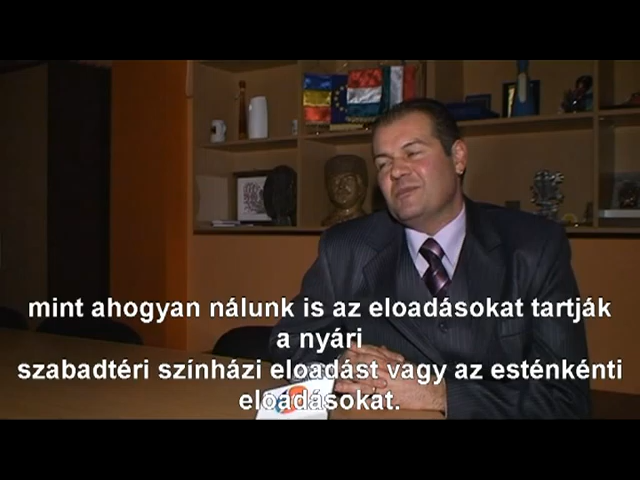 mint ahogyan nálunk is az eloadásokat tartják
a nyári
szabadtéri színházi eloadást vagy az esténkénti
eloadásokat.